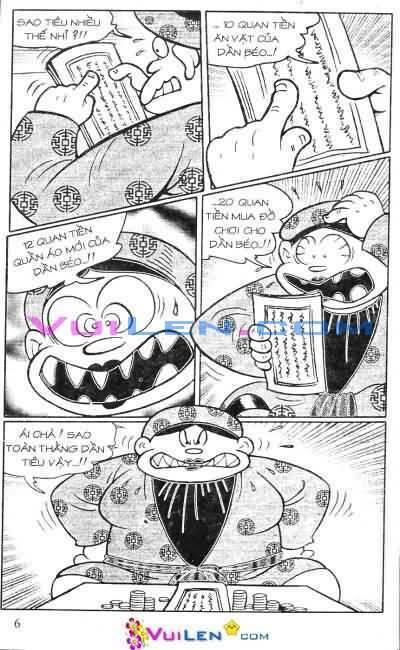 SAO TIÊU NHIỀU
THẾ NHỈ ?!!
...10 QUAN TIỀN
ĂN VẶT CỦA
DẦN BÉO...!
12 QUAN TIỀN
QUẦN ÁO MỚI CỦA
DẦN BÉO...!!
...20 QUAN
TIỀN MUA ĐỒ
CHƠI CHO
DẦN BÉO...!!
VuiLen.com
ÁI CHÀ ! SAO
TOÀN THẰNG DẦN
TIÊU VẬY...!!
6
VuiLen.com